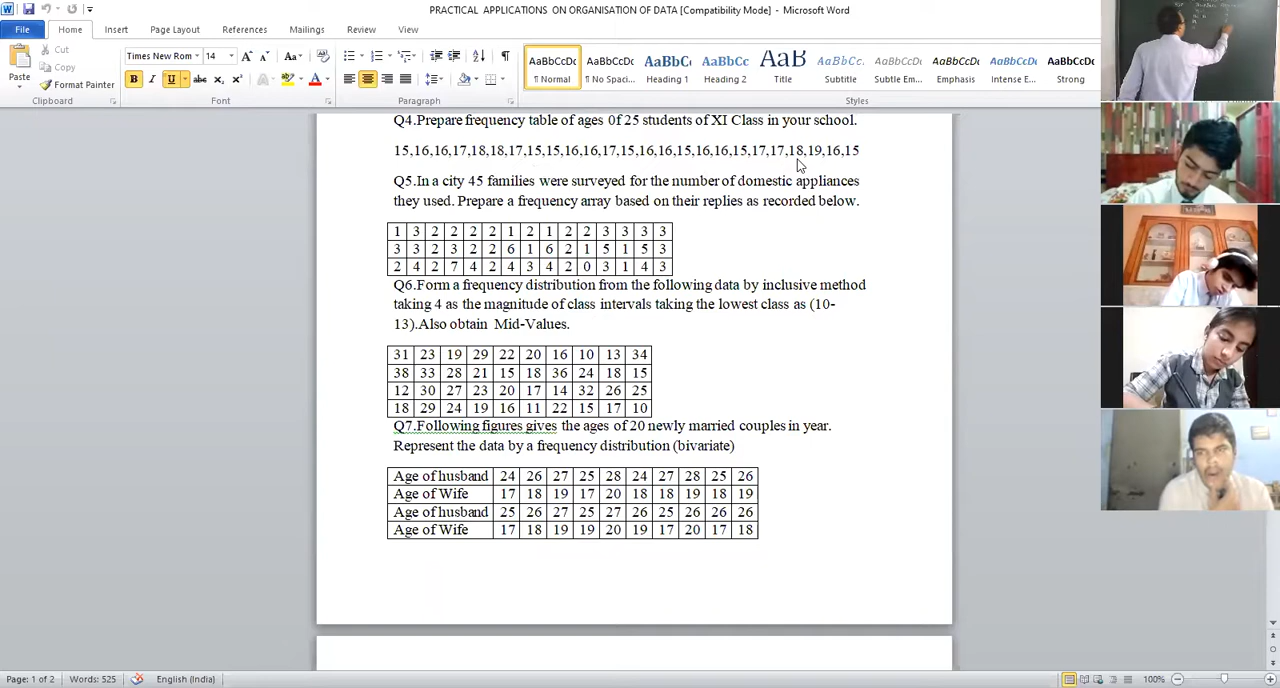 PRACTICAL APPLICATIONS ON ORGANISATION OF DATA [Compatibility Mode] - Microsoft Word
File Home Insert Page Layout References Mailings Review View
Paste
Cut
Copy
Format Painter
Clipboard
Times New Rom 14
Font
Paragraph
AaBbCcDc AaBbCcDc AaBbC AaBbCc AaB AaBbCc. AaBbCcDc AaBbCcDc AaBbCcDc AaBbCcDc
¶ Normal ¶ No Spaci... Heading 1 Heading 2 Title Subtitle Subtle Em... Emphasis Intense E... Strong
Styles
Q4.Prepare frequency table of ages 0f 25 students of XI Class in your school.
15,16,16,17,18,18,17,15,15,16,16,17,15,16,16,15,16,16,15,17,17,18,19,16,15
Q5.In a city 45 families were surveyed for the number of domestic appliances
they used. Prepare a frequency array based on their replies as recorded below.
1 3 2 2 2 2 1 2 1 2 2 3 3 3 3
3 3 2 3 2 2 6 1 6 2 1 5 1 5 3
2 4 2 7 4 2 4 3 4 2 0 3 1 4 3
Q6.Form a frequency distribution from the following data by inclusive method
taking 4 as the magnitude of class intervals taking the lowest class as (10-
13).Also obtain Mid-Values.
31 23 19 29 22 20 16 10 13 34
38 33 28 21 15 18 36 24 18 15
12 30 27 23 20 17 14 32 26 25
18 29 24 19 16 11 22 15 17 10
Q7.Following figures gives the ages of 20 newly married couples in year.
Represent the data by a frequency distribution (bivariate)
Age of husband 24 26 27 25 28 24 27 28 25 26
Age of Wife 17 18 19 17 20 18 18 19 18 19
Age of husband 25 26 27 25 27 26 25 26 26 26
Age of Wife 17 18 19 19 20 19 17 20 17 18
Page: 1 of 2 Words: 525 English (India) 100%